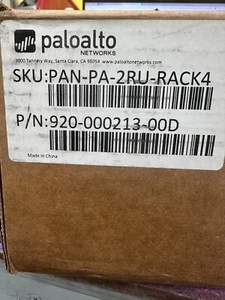 paloalto
NETWORKS
3000 Tannery Way, Santa Clara, CA 95054 www.paloaltonetworks.com
SKU:PAN-PA-2RU-RACK4
P/N:920-000213-00D
Made in China